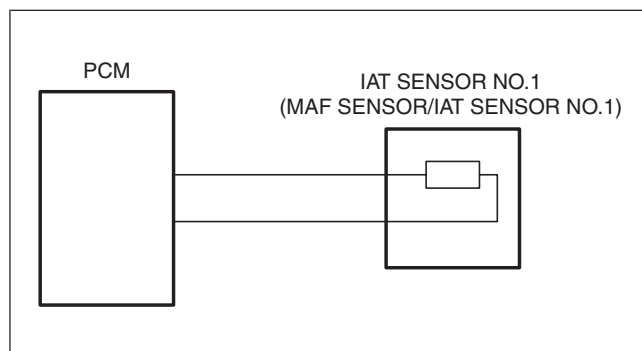 PCM
IAT SENSOR NO.1
(MAF SENSOR/IAT SENSOR NO.1)